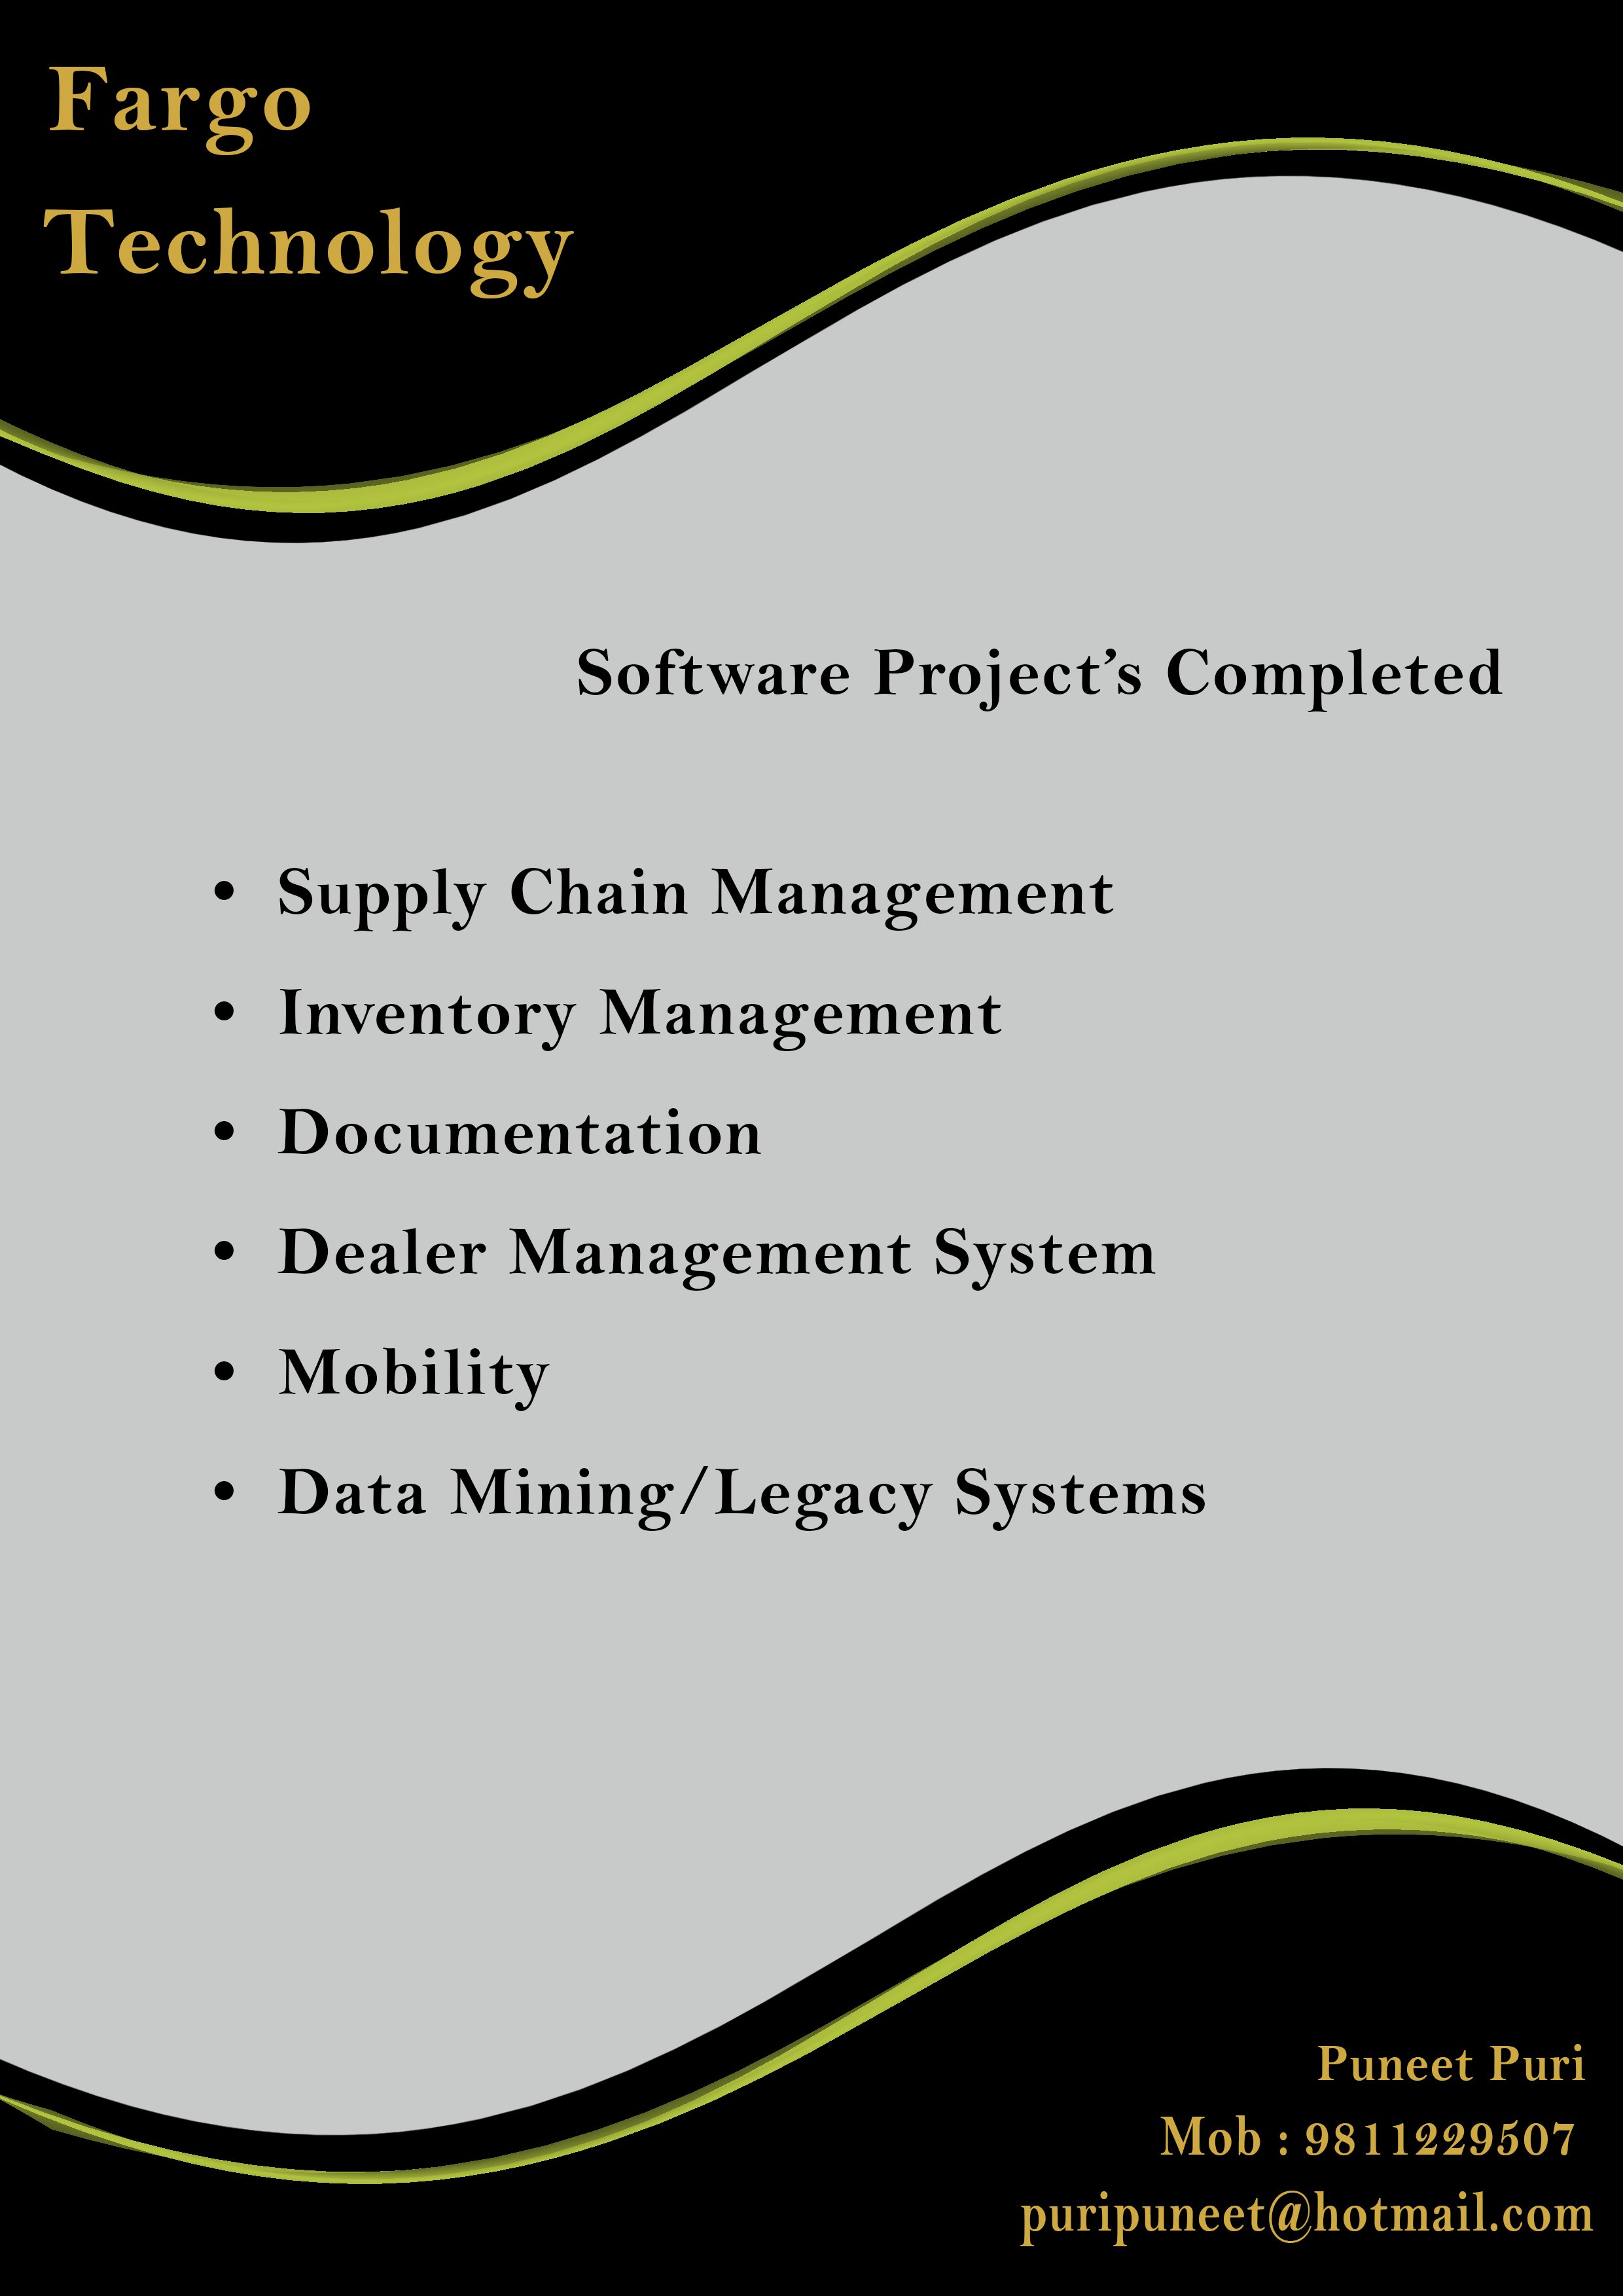 Fargo
Technology
Software Project’s Completed
• Supply Chain Management
• Inventory Management
• Documentation
• Dealer Management System
• Mobility
• Data Mining/Legacy Systems
Puneet Puri
Mob : 9811229507
puripuneet@hotmail.com